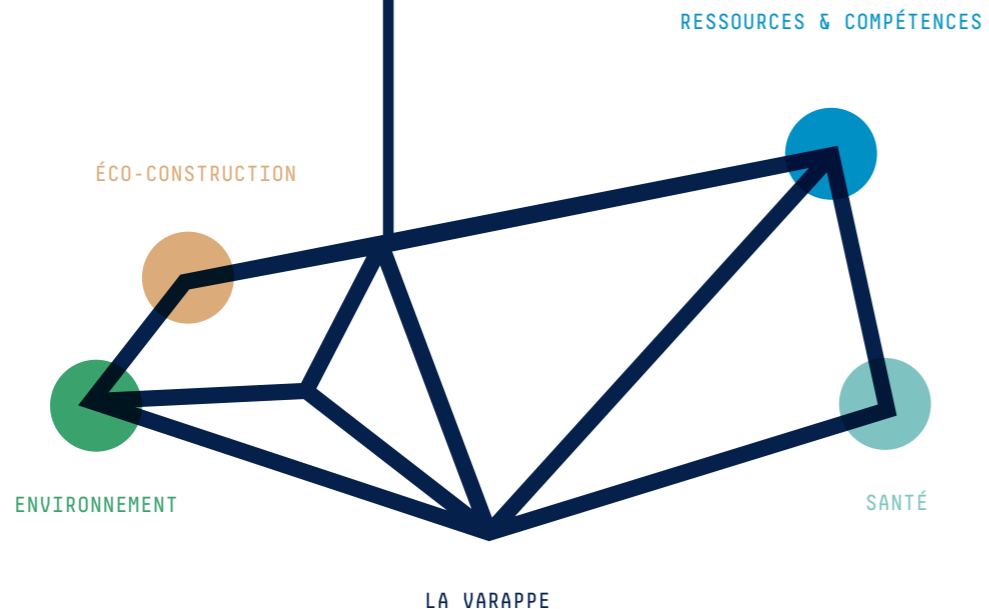 RESSOURCES & COMPÉTENCES
ÉCO-CONSTRUCTION
ENVIRONNEMENT
SANTÉ
LA VARAPPE